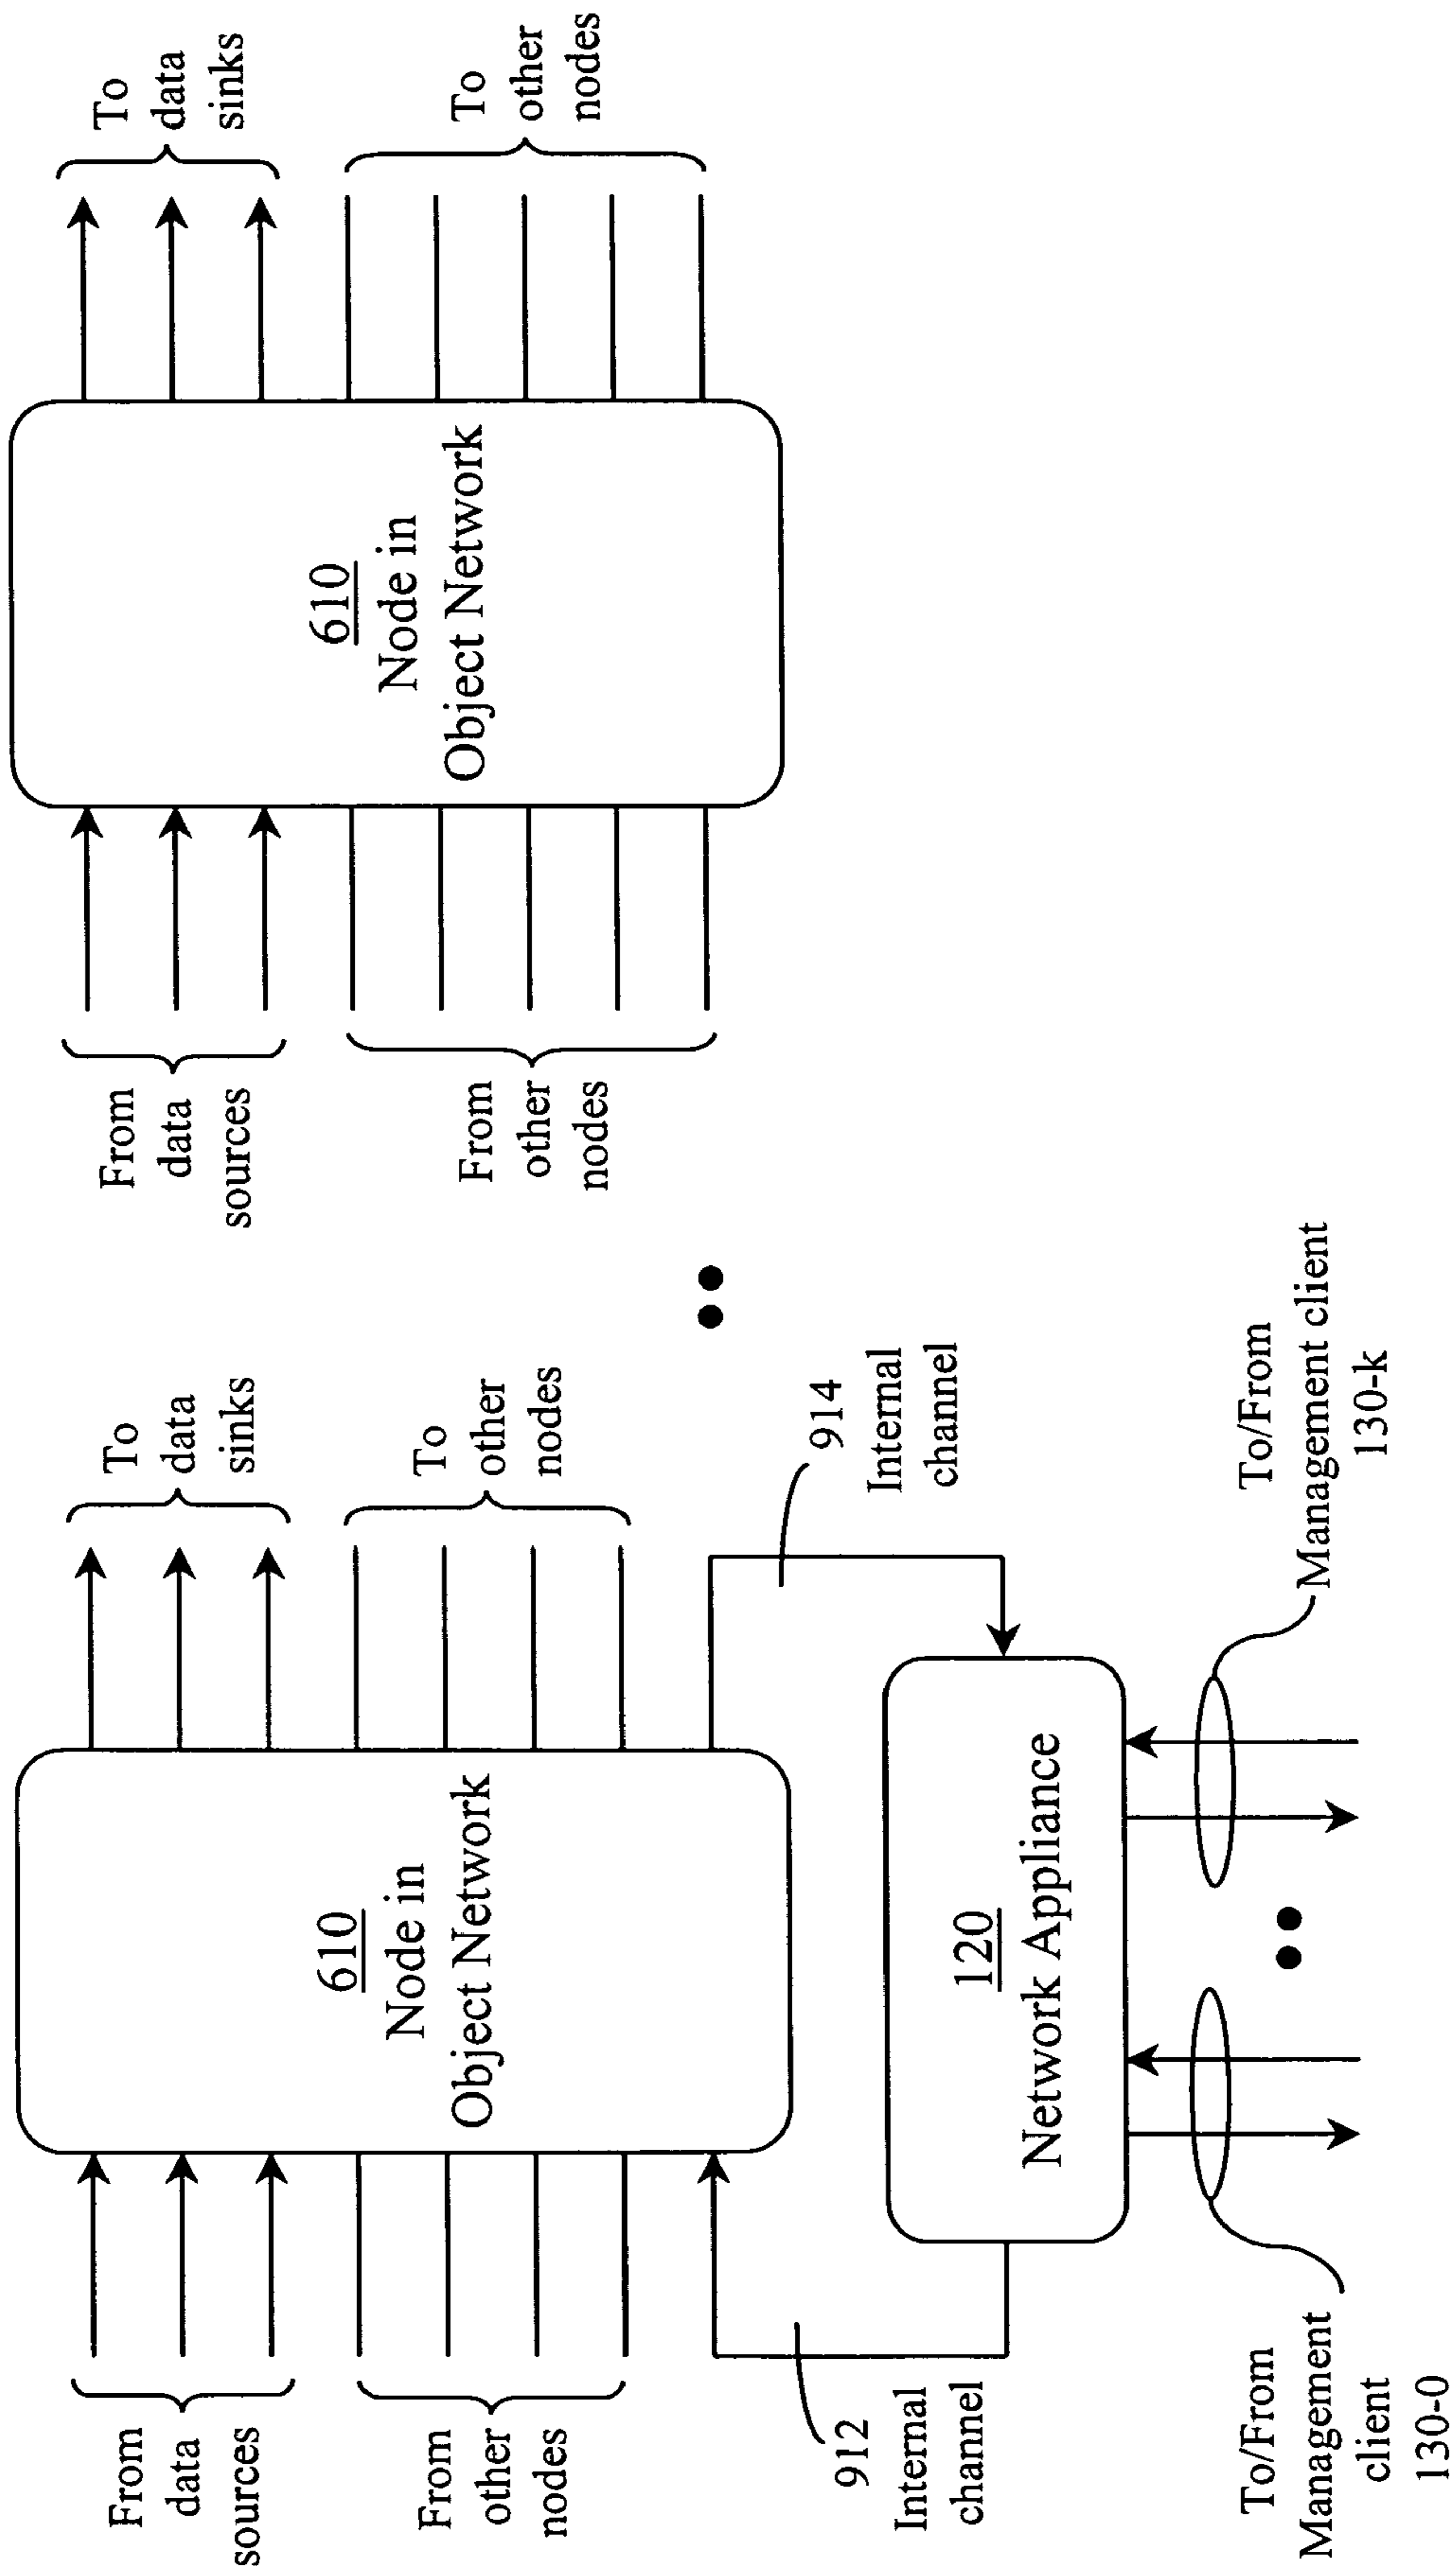 From
data
sources
From
other
nodes
610
Node in
Object Network
To
data
sinks
To
other
nodes
912
Internal
channel
914
Internal
channel
120
Network Appliance
To/From
Management
client
130-0
To/From
Management client
130-k
From
data
sources
From
other
nodes
610
Node in
Object Network
To
data
sinks
To
other
nodes